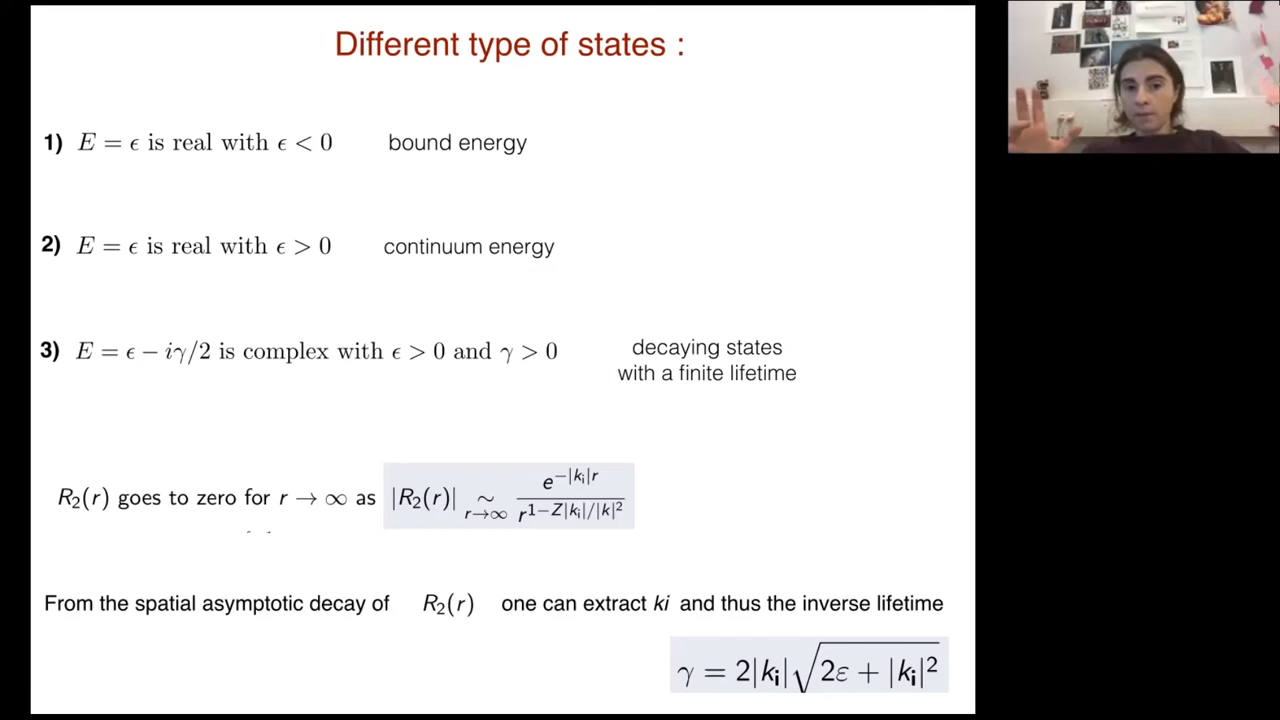 Different type of states :
1) E = ϵ is real with ϵ < 0 bound energy
2) E = ϵ is real with ϵ > 0 continuum energy
3) E = ϵ − iγ/2 is complex with ϵ > 0 and γ > 0 decaying states
with a finite lifetime
R₂(r) goes to zero for r → ∞ as |R₂(r)| ∼_{r→∞} e^{−|kᵢ|r} / r^{1−Z|kᵢ|/|k|²}
From the spatial asymptotic decay of R₂(r) one can extract ki and thus the inverse lifetime
γ = 2|kᵢ|√(2ε + |kᵢ|²)